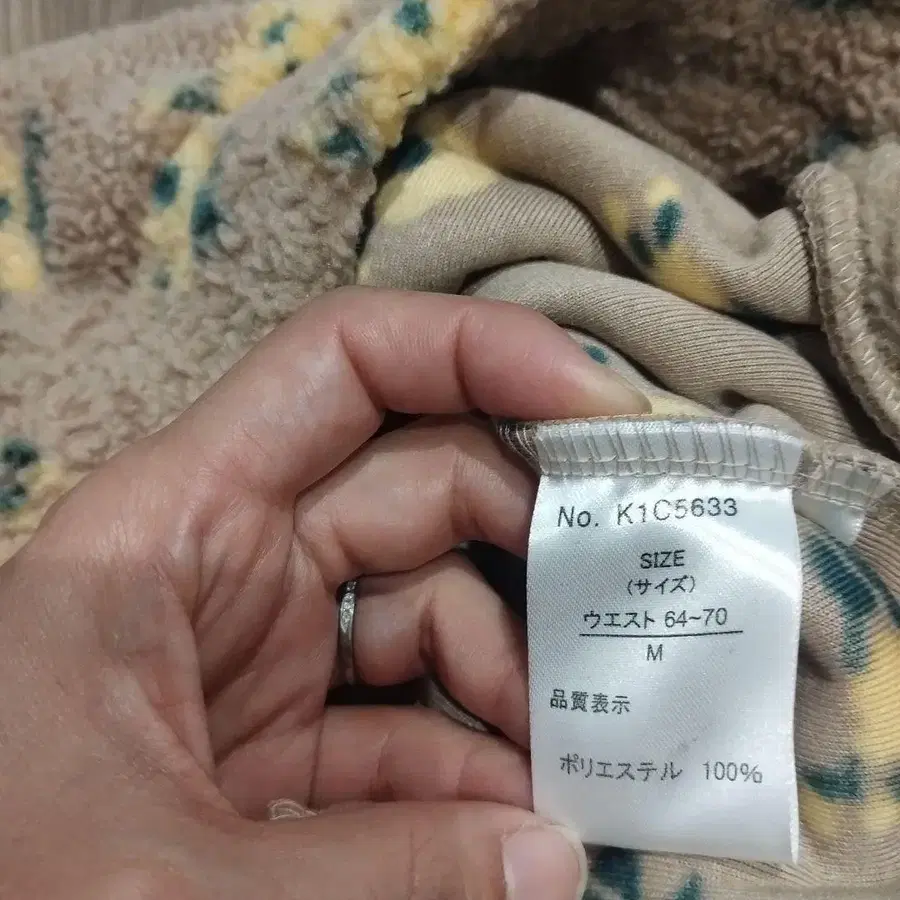 No. K1C5633
SIZE
(サイズ)
ウエスト 64~70
M
品質表示
ポリエステル 100%